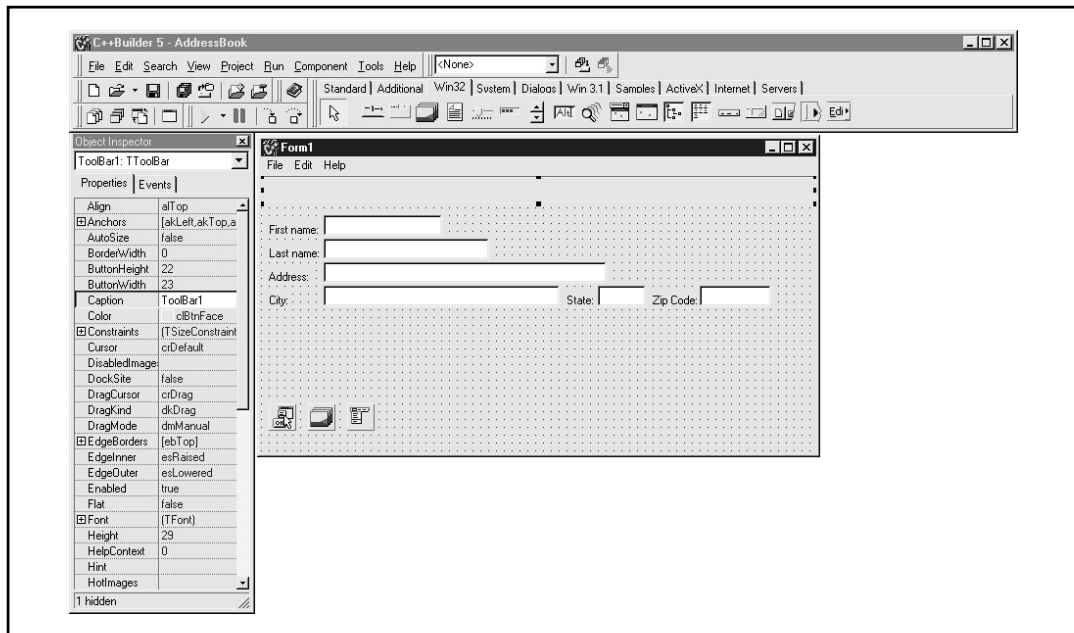 C++Builder 5 - AddressBook
File Edit Search View Project Run Component Tools Help <None>
Standard Additional Win32 System Dialogs Win 3.1 Samples ActiveX Internet Servers
Edi
Object Inspector
ToolBar1: TToolBar
Properties Events
Align alTop
Anchors [akLeft,akTop,a
AutoSize false
BorderWidth 0
ButtonHeight 22
ButtonWidth 23
Caption ToolBar1
Color clBtnFace
Constraints (TSizeConstraint
Cursor crDefault
DisabledImage
DockSite false
DragCursor crDrag
DragKind dkDrag
DragMode dmManual
EdgeBorders [ebTop]
EdgeInner esRaised
EdgeOuter esLowered
Enabled true
Flat false
Font (TFont)
Height 29
HelpContext 0
Hint
HotImages
1 hidden
Form1
File Edit Help
First name:
Last name:
Address:
City: State: Zip Code: